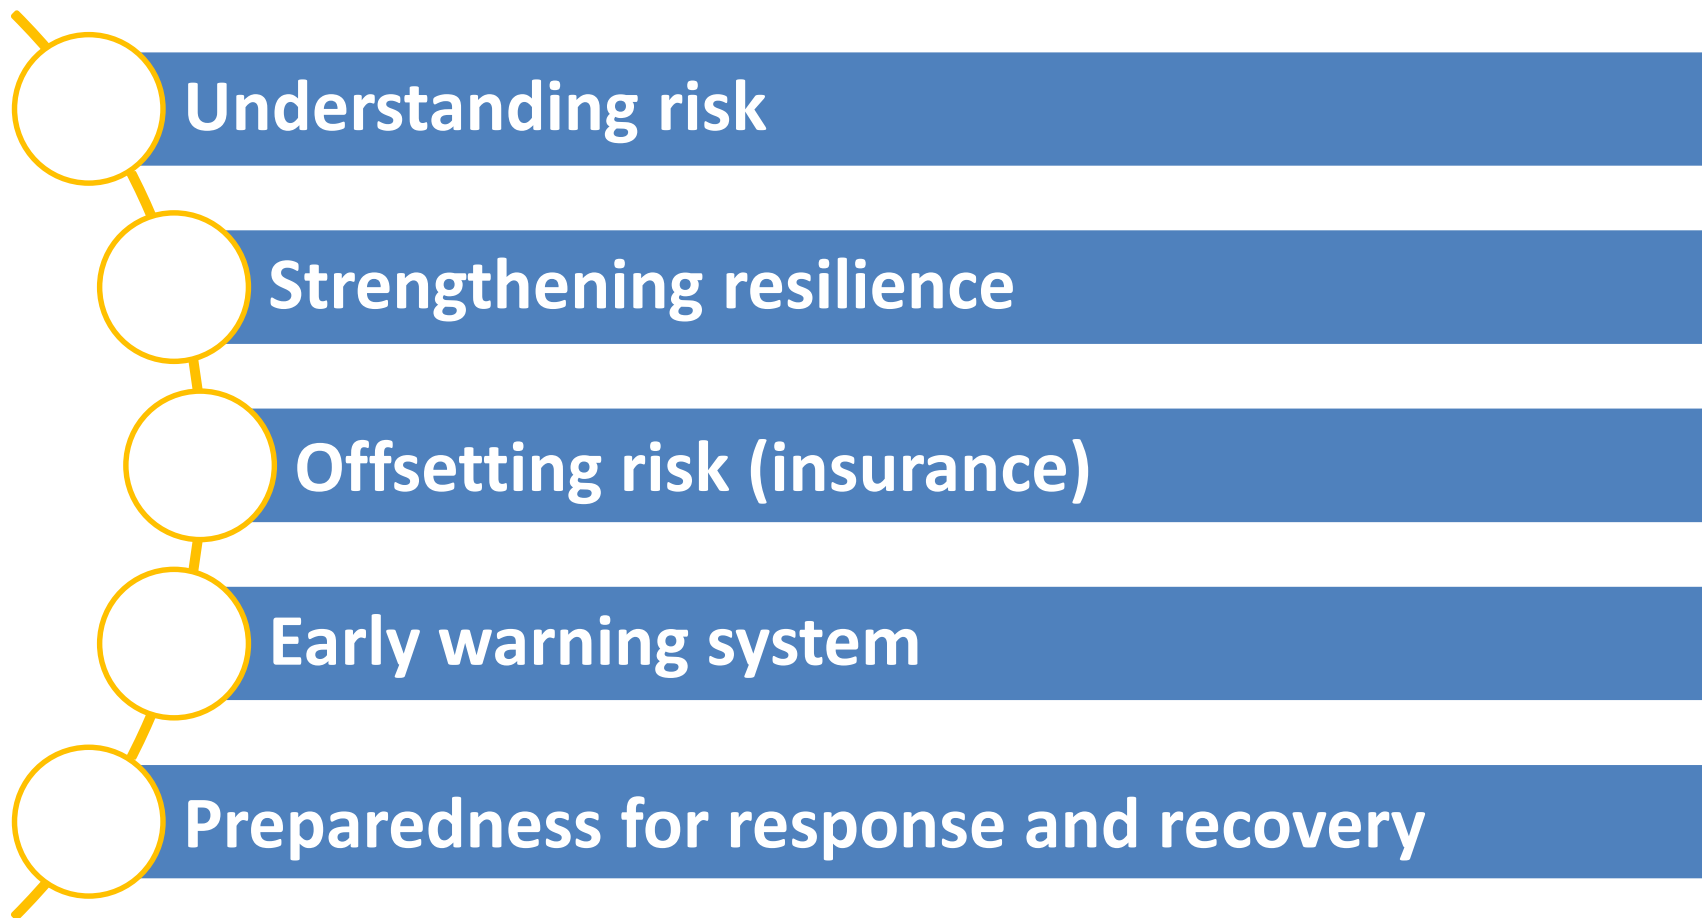 Understanding risk
Strengthening resilience
Offsetting risk (insurance)
Early warning system
Preparedness for response and recovery